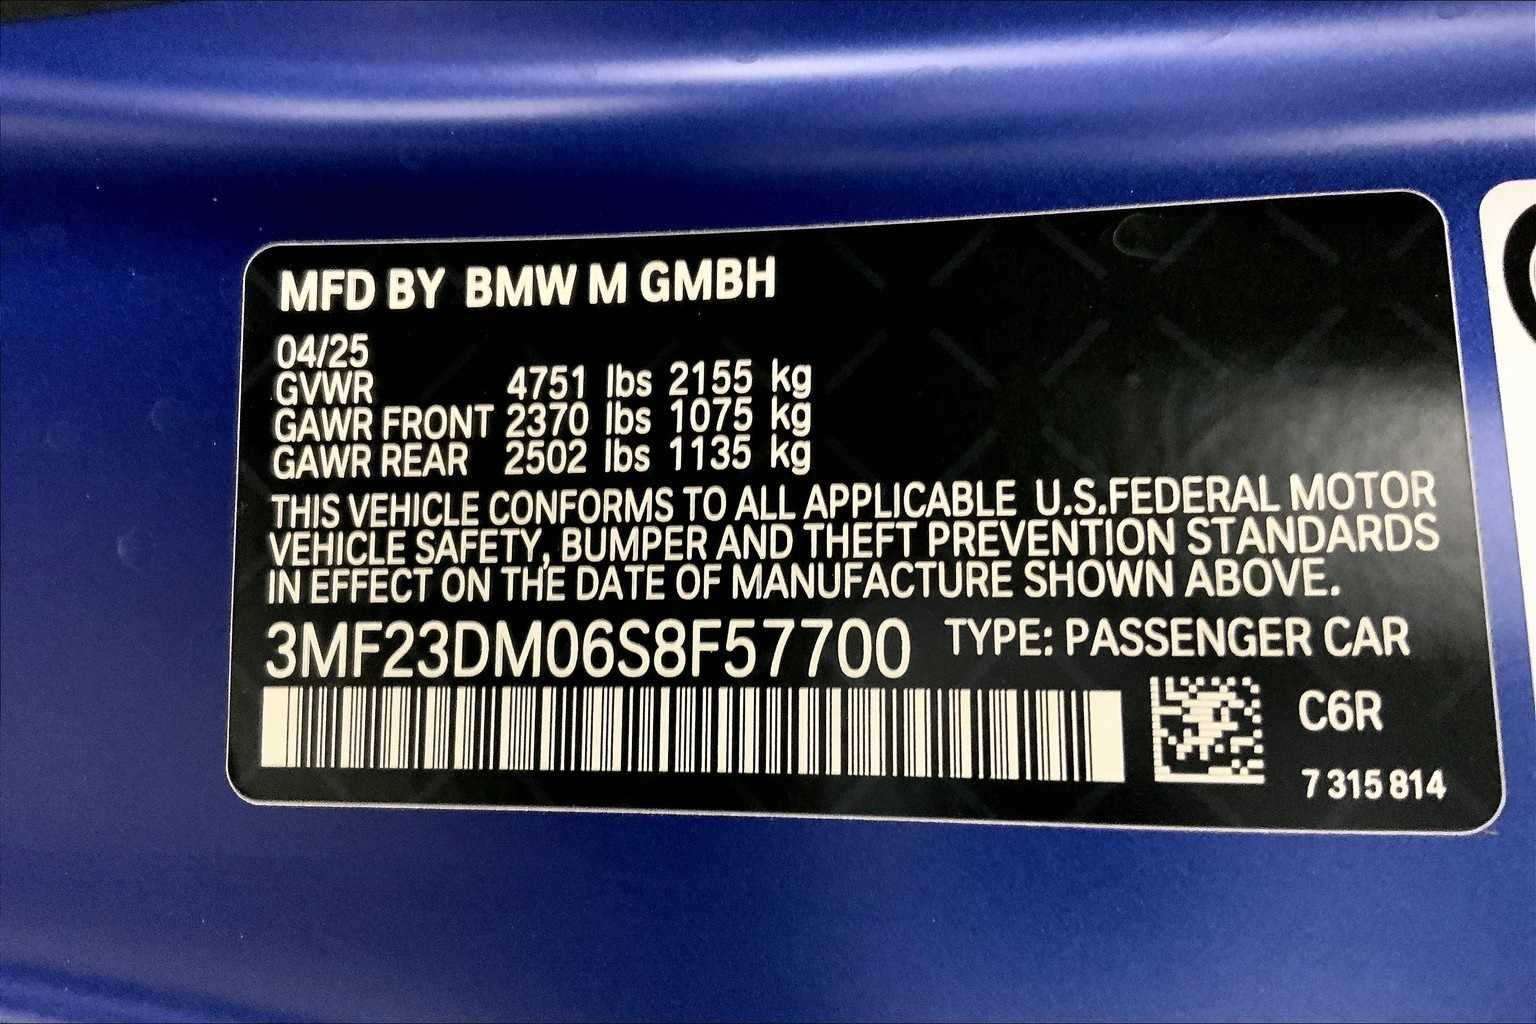 MFD BY BMW M GMBH
04/25
GVWR 4751 lbs 2155 kg
GAWR FRONT 2370 lbs 1075 kg
GAWR REAR 2502 lbs 1135 kg
THIS VEHICLE CONFORMS TO ALL APPLICABLE U.S.FEDERAL MOTOR
VEHICLE SAFETY, BUMPER AND THEFT PREVENTION STANDARDS
IN EFFECT ON THE DATE OF MANUFACTURE SHOWN ABOVE.
3MF23DM06S8F57700 TYPE: PASSENGER CAR
C6R
7 315 814